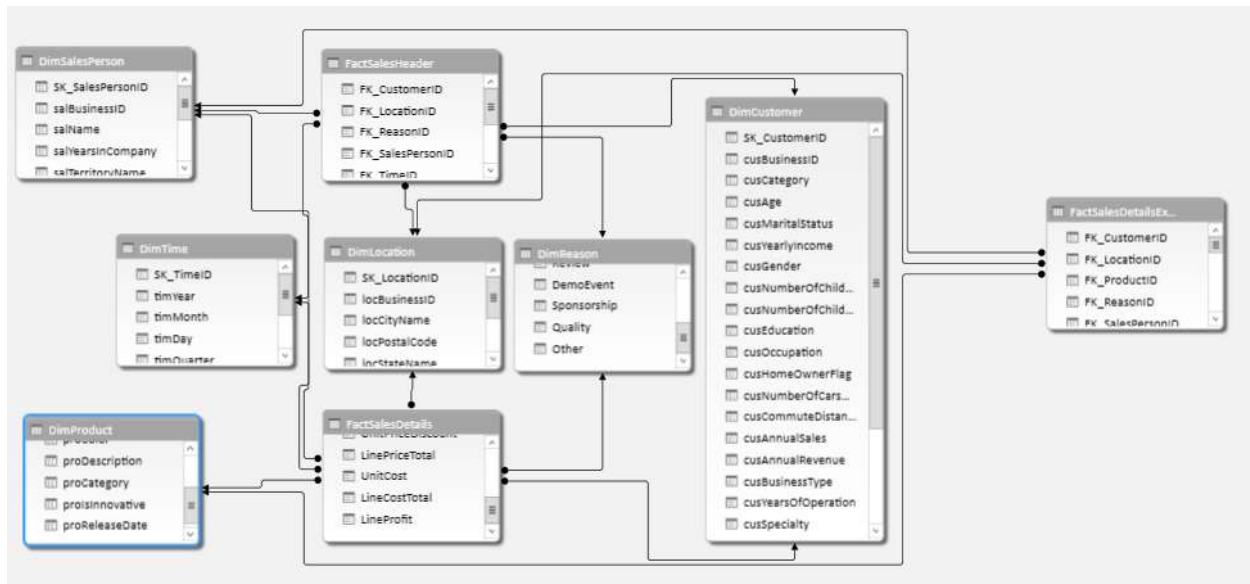 DimSalesPerson
SK_SalesPersonID
salBusinessID
salName
salYearsInCompany
salTerritoryName
FactSalesHeader
FK_CustomerID
FK_LocationID
FK_ReasonID
FK_SalesPersonID
FK_TimeID
DimCustomer
SK_CustomerID
cusBusinessID
cusCategory
cusAge
cusMaritalStatus
cusYearlyIncome
cusGender
cusNumberOfChild...
cusNumberOfChild...
cusEducation
cusOccupation
cusHomeOwnerFlag
cusNumberOfCars...
cusCommuteDistan...
cusAnnualSales
cusAnnualRevenue
cusBusinessType
cusYearsOfOperation
cusSpecialty
FactSalesDetailsEx...
FK_CustomerID
FK_LocationID
FK_ProductID
FK_ReasonID
FK_SalesPersonID
DimTime
SK_TimeID
timYear
timMonth
timDay
timQuarter
DimLocation
SK_LocationID
locBusinessID
locCityName
locPostalCode
locStateName
DimReason
Review
DemoEvent
Sponsorship
Quality
Other
DimProduct
proDescription
proCategory
proIsInnovative
proReleaseDate
FactSalesDetails
UnitPriceDiscount
LinePriceTotal
UnitCost
LineCostTotal
LineProfit